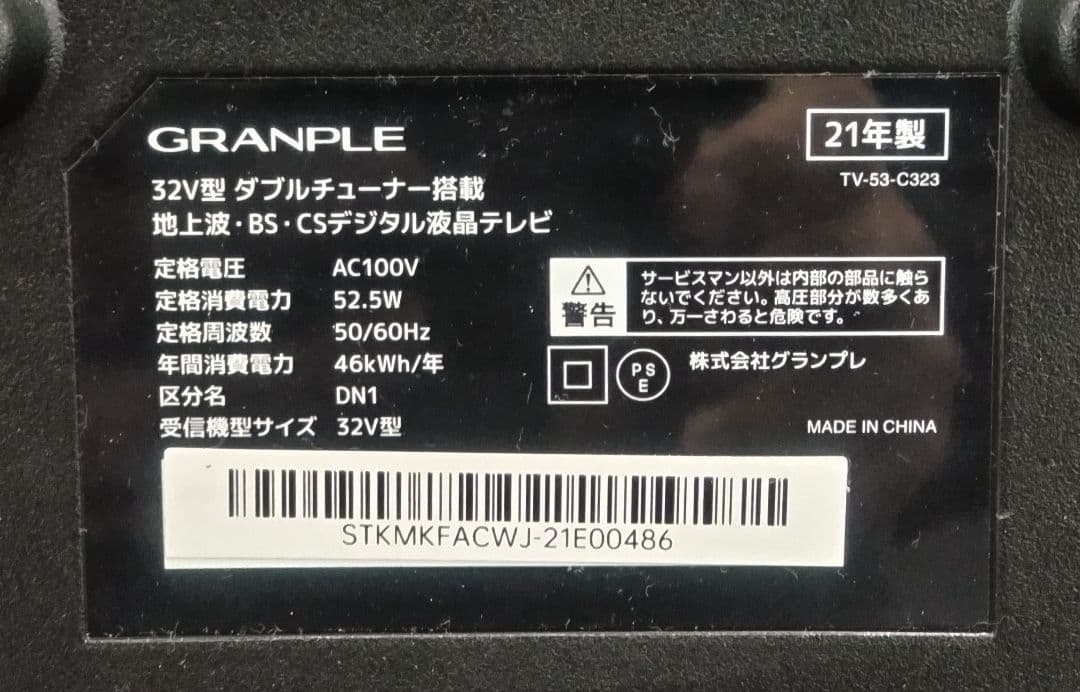 GRANPLE
21年製
TV-53-C323
32V型 ダブルチューナー搭載
地上波・BS・CSデジタル液晶テレビ
定格電圧 AC100V
定格消費電力 52.5W
定格周波数 50/60Hz
年間消費電力 46kWh/年
区分名 DN1
受信機型サイズ 32V型
警告
サービスマン以外は内部の部品に触ら
ないでください。高圧部分が数多くあ
り、万一さわると危険です。
PS
E
株式会社グランプレ
MADE IN CHINA
STKMKFACWJ-21E00486